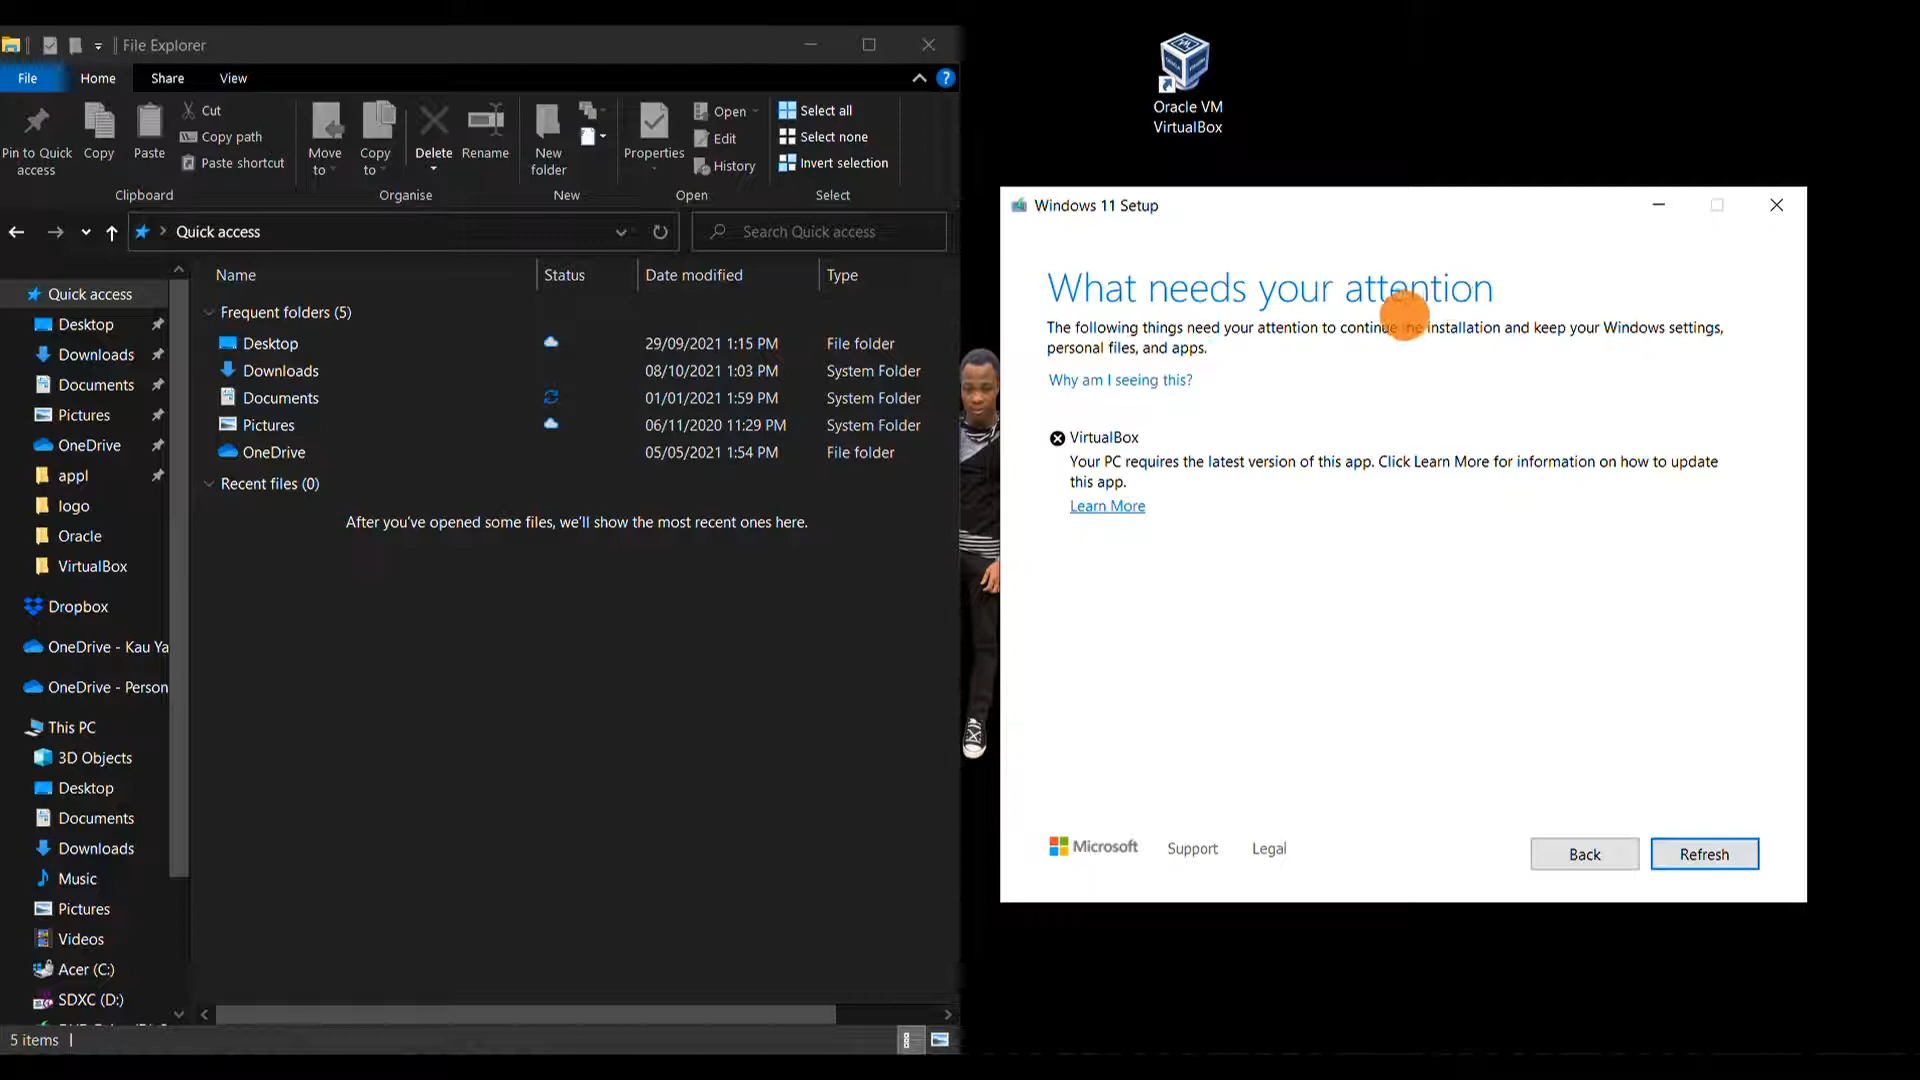 File Explorer
File
Home
Share
View
Pin to Quick
access
Copy
Paste
Cut
Copy path
Paste shortcut
Clipboard
Move
to
Copy
to
Delete
Rename
Organise
New
folder
New
Properties
Open
Edit
History
Open
Select all
Select none
Invert selection
Select
Quick access
Search Quick access
Name
Status
Date modified
Type
Quick access
Desktop
Downloads
Documents
Pictures
OneDrive
appl
logo
Oracle
VirtualBox
Dropbox
OneDrive - Kau Ya
OneDrive - Person
This PC
3D Objects
Desktop
Documents
Downloads
Music
Pictures
Videos
Acer (C:)
SDXC (D:)
Frequent folders (5)
Desktop 29/09/2021 1:15 PM File folder
Downloads 08/10/2021 1:03 PM System Folder
Documents 01/01/2021 1:59 PM System Folder
Pictures 06/11/2020 11:29 PM System Folder
OneDrive 05/05/2021 1:54 PM File folder
Recent files (0)
After you've opened some files, we'll show the most recent ones here.
5 items
Oracle VM
VirtualBox
Windows 11 Setup
What needs your attention
The following things need your attention to continue the installation and keep your Windows settings,
personal files, and apps.
Why am I seeing this?
VirtualBox
Your PC requires the latest version of this app. Click Learn More for information on how to update
this app.
Learn More
Microsoft
Support
Legal
Back
Refresh